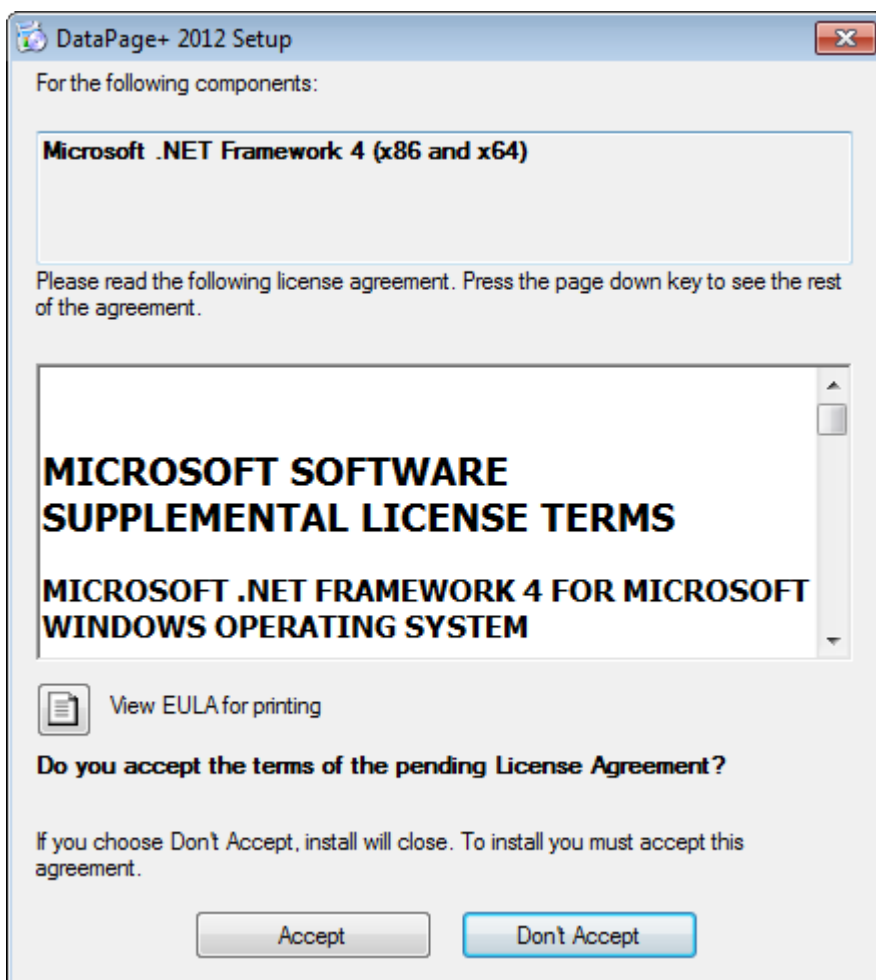 DataPage+ 2012 Setup
For the following components:
Microsoft .NET Framework 4 (x86 and x64)
Please read the following license agreement. Press the page down key to see the rest
of the agreement.
MICROSOFT SOFTWARE
SUPPLEMENTAL LICENSE TERMS
MICROSOFT .NET FRAMEWORK 4 FOR MICROSOFT
WINDOWS OPERATING SYSTEM
View EULA for printing
Do you accept the terms of the pending License Agreement?
If you choose Don't Accept, install will close. To install you must accept this
agreement.
Accept
Don't Accept